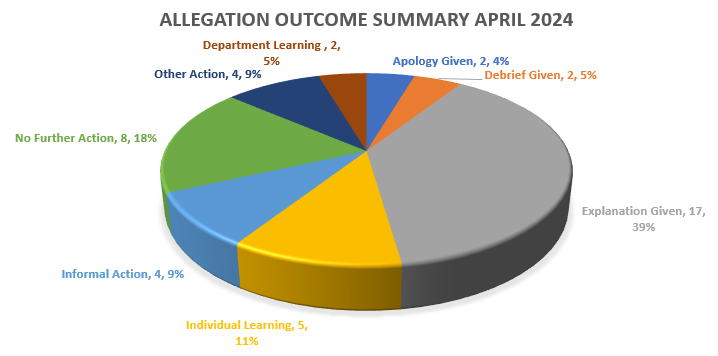 ALLEGATION OUTCOME SUMMARY APRIL 2024
Department Learning , 2,
5%
Apology Given, 2, 4%
Debrief Given, 2, 5%
Other Action, 4, 9%
No Further Action, 8, 18%
Explanation Given, 17,
39%
Informal Action, 4, 9%
Individual Learning, 5,
11%